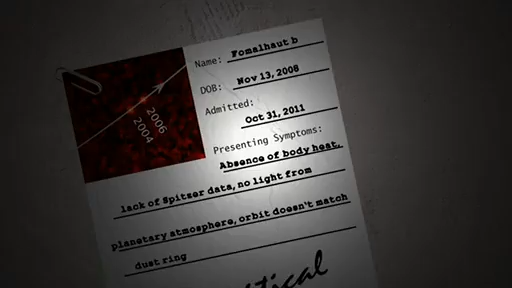 Name: Fomalhaut b
DOB: Nov 13, 2008
Admitted:
Oct 31, 2011
Presenting Symptoms:
Absence of body heat,
lack of Spitzer data, no light from
planetary atmosphere, orbit doesn't match
dust ring
2006
2004